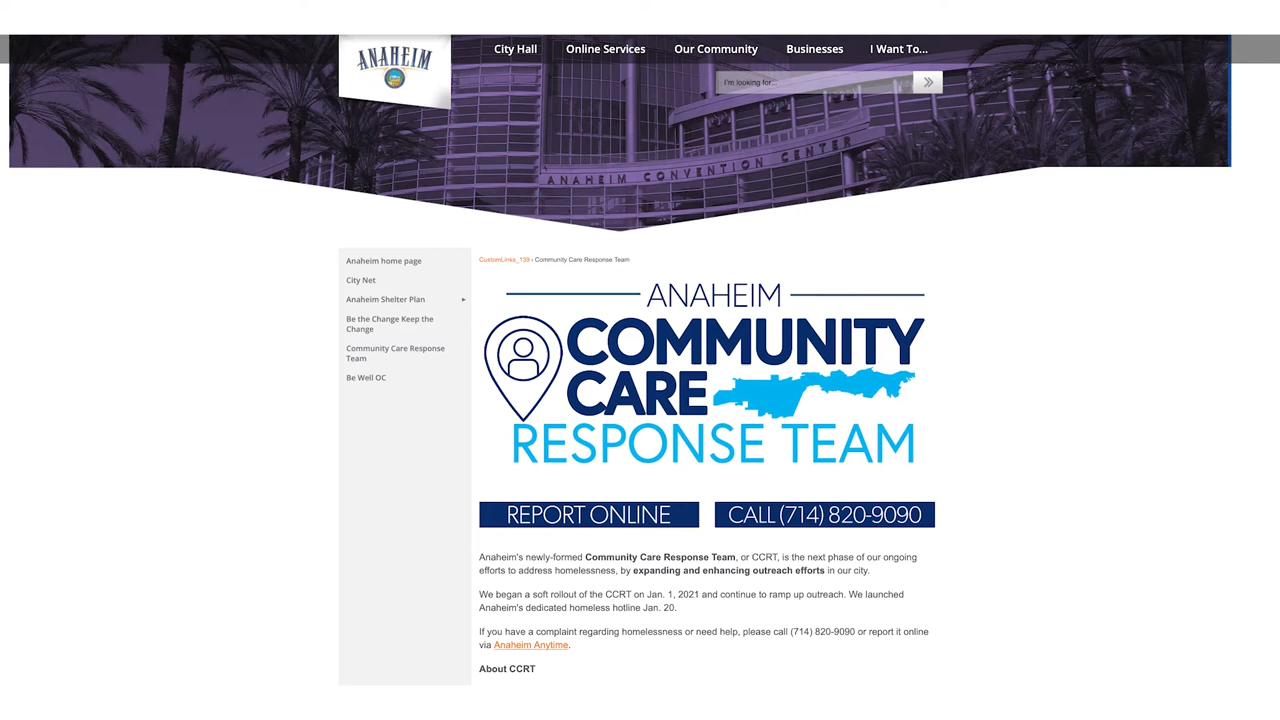 ANAHEIM
City Hall
Online Services
Our Community
Businesses
I Want To...
I'm looking for...
ANAHEIM CONVENTION CENTER
Anaheim home page
City Net
Anaheim Shelter Plan
Be the Change Keep the
Change
Community Care Response
Team
Be Well OC
CustomLinks_139 › Community Care Response Team
ANAHEIM
COMMUNITY
CARE
RESPONSE TEAM
REPORT ONLINE
CALL (714) 820-9090
Anaheim's newly-formed Community Care Response Team, or CCRT, is the next phase of our ongoing
efforts to address homelessness, by expanding and enhancing outreach efforts in our city.
We began a soft rollout of the CCRT on Jan. 1, 2021 and continue to ramp up outreach. We launched
Anaheim's dedicated homeless hotline Jan. 20.
If you have a complaint regarding homelessness or need help, please call (714) 820-9090 or report it online
via Anaheim Anytime.
About CCRT